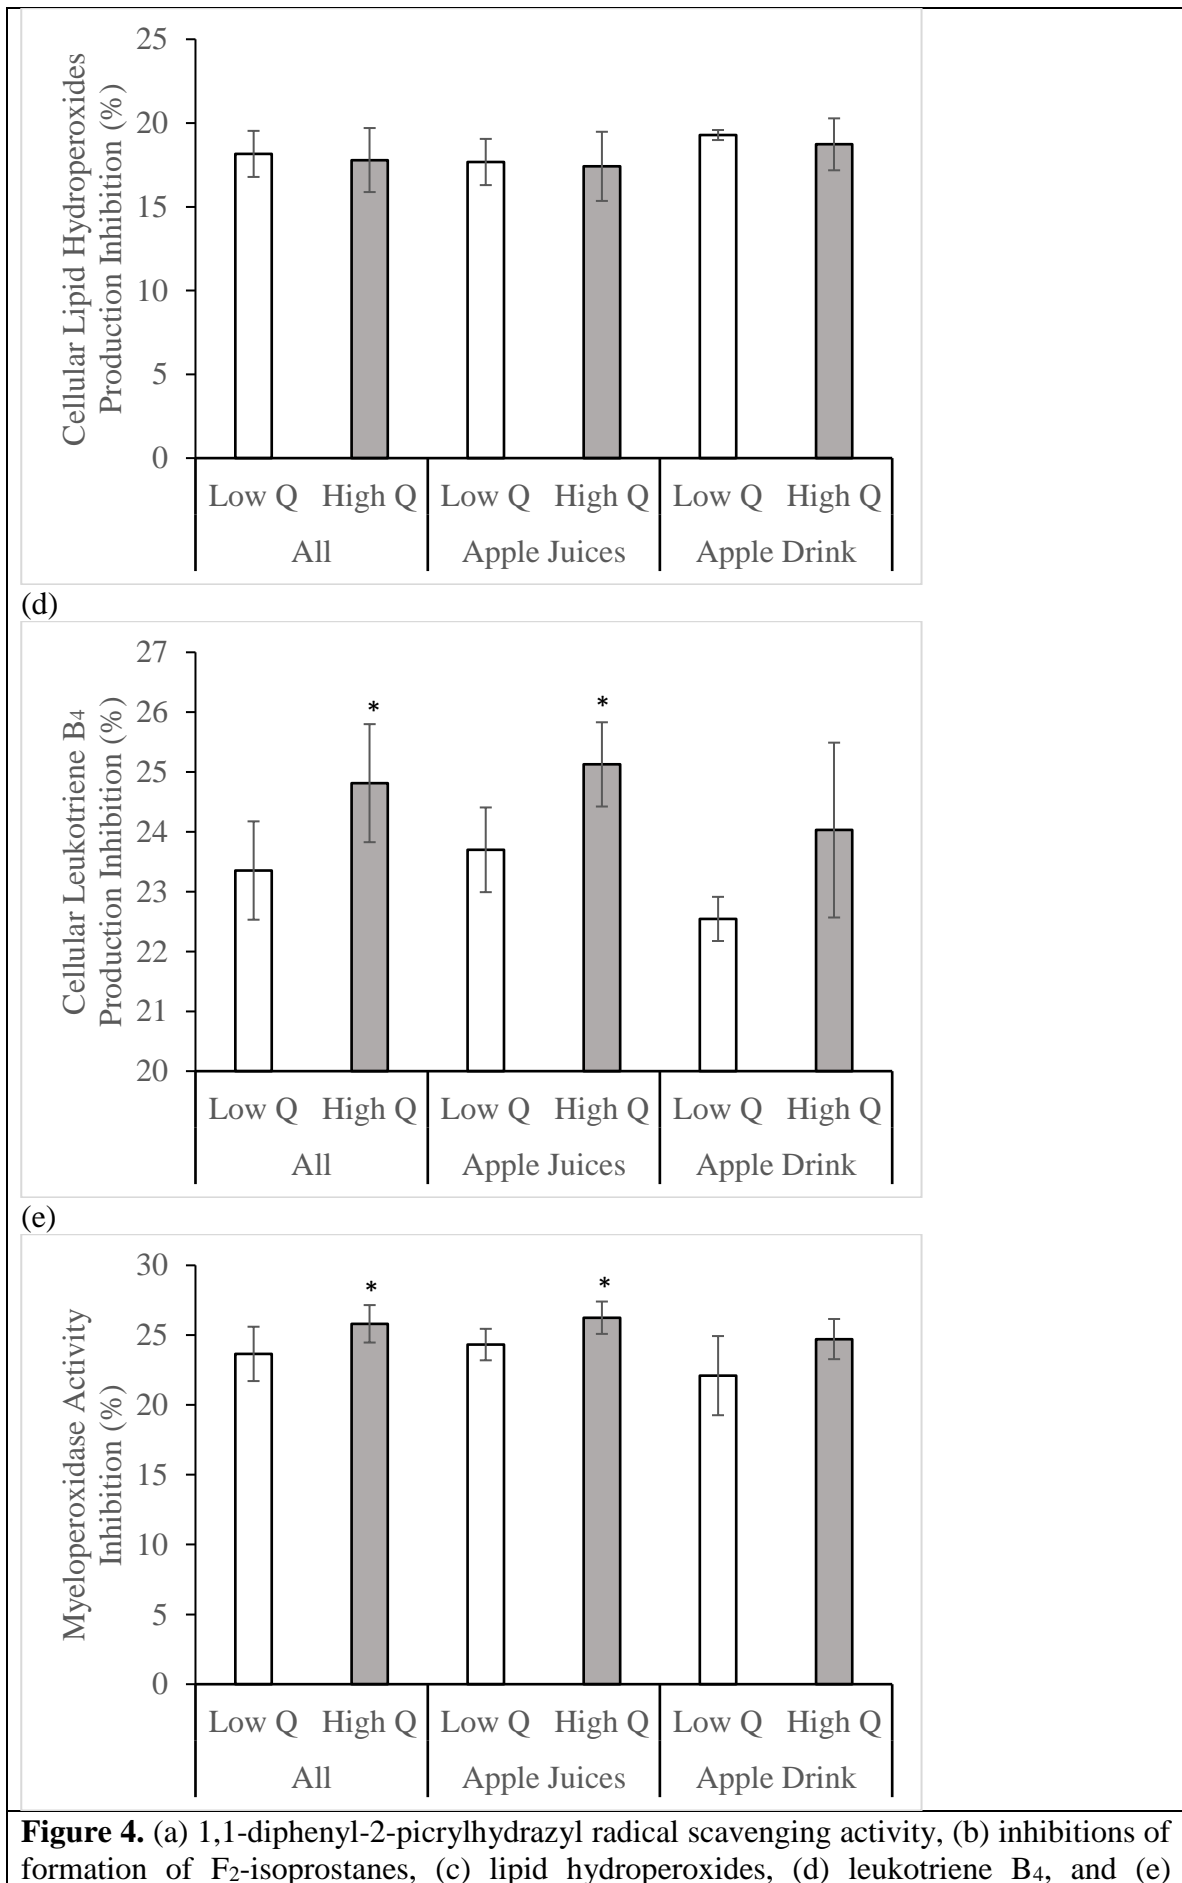 Cellular Lipid Hydroperoxides
Production Inhibition (%)
25
20
15
10
5
0
Low Q High Q Low Q High Q Low Q High Q
All Apple Juices Apple Drink
(d)
Cellular Leukotriene B4
Production Inhibition (%)
27
26
25
24
23
22
21
20
* *
Low Q High Q Low Q High Q Low Q High Q
All Apple Juices Apple Drink
(e)
Myeloperoxidase Activity
Inhibition (%)
30
25
20
15
10
5
0
* *
Low Q High Q Low Q High Q Low Q High Q
All Apple Juices Apple Drink
Figure 4. (a) 1,1-diphenyl-2-picrylhydrazyl radical scavenging activity, (b) inhibitions of
formation of F2-isoprostanes, (c) lipid hydroperoxides, (d) leukotriene B4, and (e)